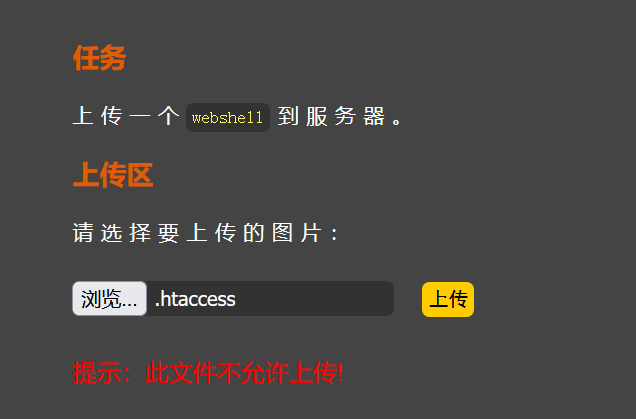 任务
上传一个 webshell 到服务器。
上传区
请选择要上传的图片：
浏览... .htaccess 上传
提示：此文件不允许上传!